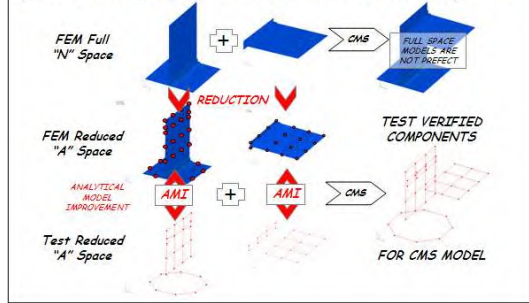 FEM Full
"N" Space
+
CMS
FULL SPACE
MODELS ARE
NOT PREFECT
REDUCTION
FEM Reduced
"A" Space
TEST VERIFIED
COMPONENTS
ANALYTICAL
MODEL
IMPROVEMENT
AMI
+
AMI
CMS
Test Reduced
"A" Space
FOR CMS MODEL